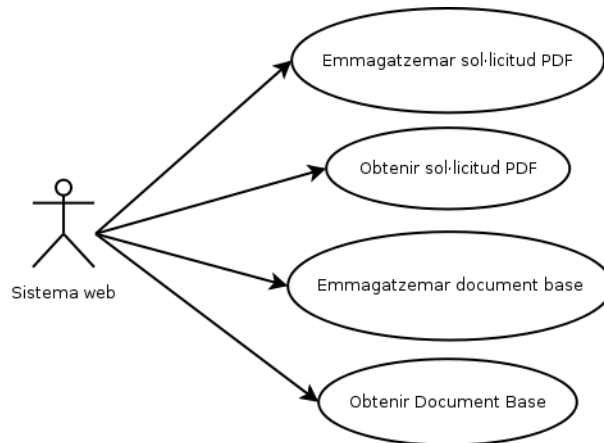 Emmagatzemar sol·licitud PDF
Obtenir sol·licitud PDF
Sistema web
Emmagatzemar document base
Obtenir Document Base